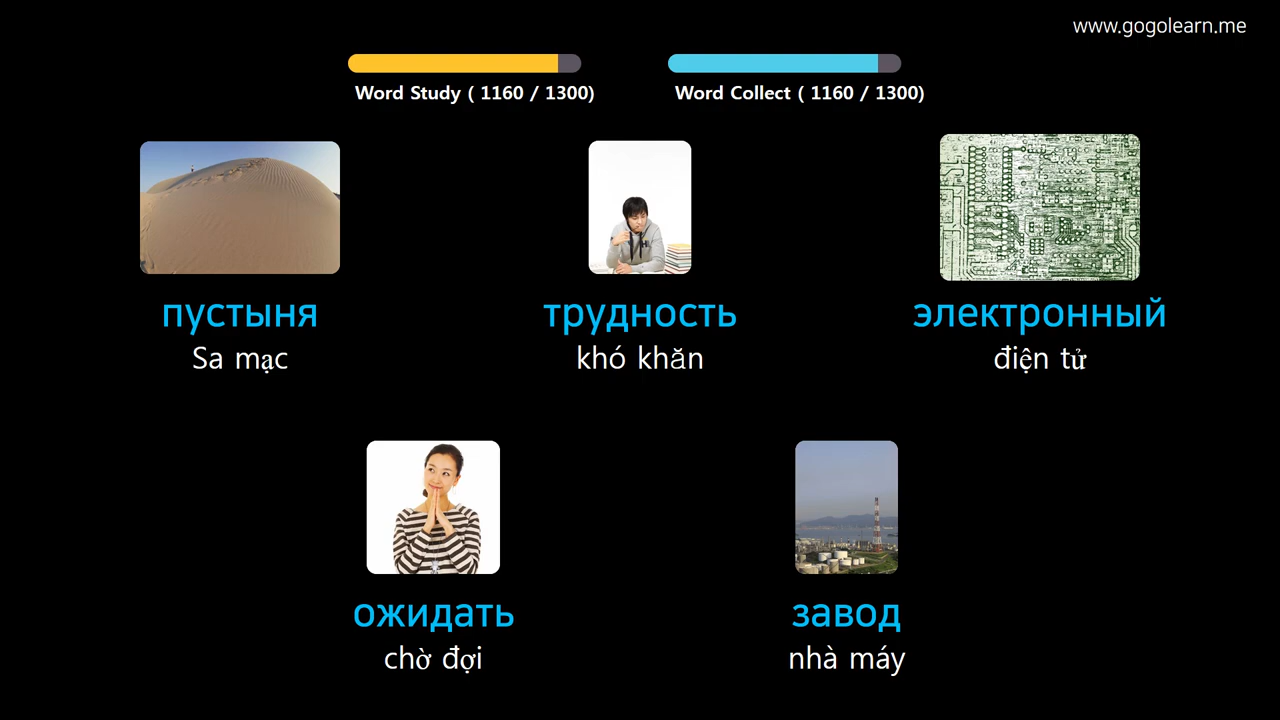 www.gogolearn.me
Word Study ( 1160 / 1300)
Word Collect ( 1160 / 1300)
пустыня
Sa mạc
трудность
khó khăn
электронный
điện tử
ожидать
chờ đợi
завод
nhà máy